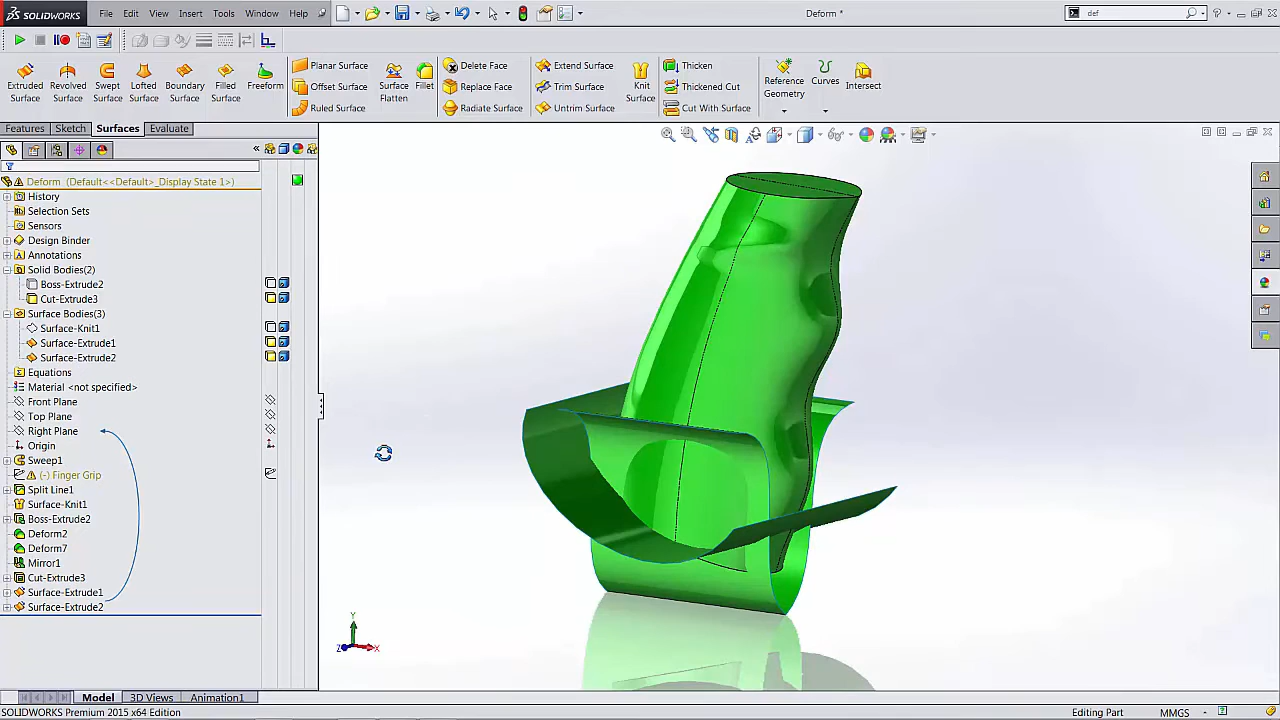 SOLIDWORKS File Edit View Insert Tools Window Help Deform * def
Extruded Surface Revolved Surface Swept Surface Lofted Surface Boundary Surface Filled Surface Freeform Planar Surface Offset Surface Ruled Surface Surface Flatten Fillet Delete Face Replace Face Radiate Surface Extend Surface Trim Surface Untrim Surface Knit Surface Thicken Thickened Cut Cut With Surface Reference Geometry Curves Intersect
Features Sketch Surfaces Evaluate
Deform (Default<<Default>_Display State 1>)
History
Selection Sets
Sensors
Design Binder
Annotations
Solid Bodies(2)
Boss-Extrude2
Cut-Extrude3
Surface Bodies(3)
Surface-Knit1
Surface-Extrude1
Surface-Extrude2
Equations
Material <not specified>
Front Plane
Top Plane
Right Plane
Origin
Sweep1
(-) Finger Grip
Split Line1
Surface-Knit1
Boss-Extrude2
Deform2
Deform7
Mirror1
Cut-Extrude3
Surface-Extrude1
Surface-Extrude2
Y
Z X
Model 3D Views Animation1
SOLIDWORKS Premium 2015 x64 Edition Editing Part MMGS -